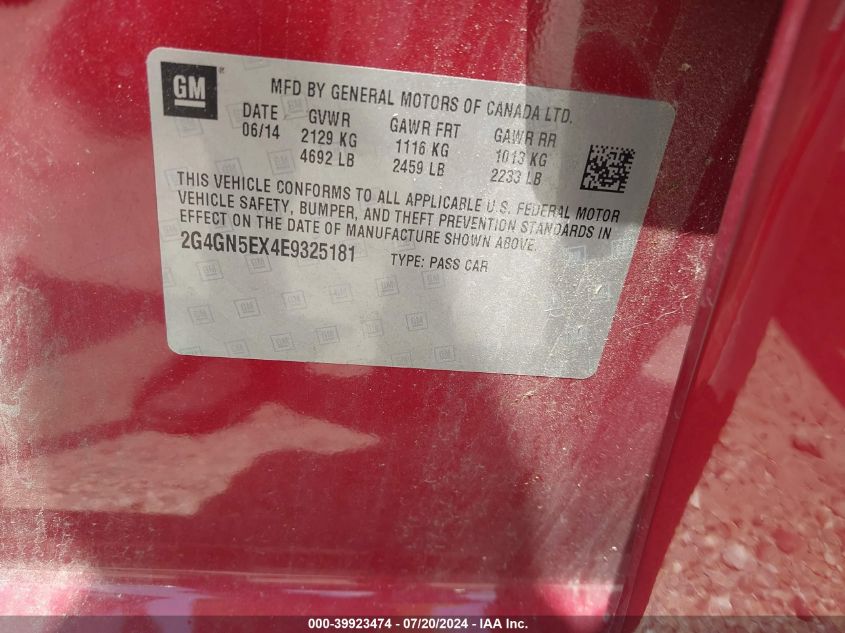 GM
MFD BY GENERAL MOTORS OF CANADA LTD.
DATE GVWR GAWR FRT GAWR RR
06/14 2129 KG 1116 KG 1013 KG
4692 LB 2459 LB 2233 LB
THIS VEHICLE CONFORMS TO ALL APPLICABLE U.S. FEDERAL MOTOR
VEHICLE SAFETY, BUMPER, AND THEFT PREVENTION STANDARDS IN
EFFECT ON THE DATE OF MANUFACTURE SHOWN ABOVE.
2G4GN5EX4E9325181 TYPE: PASS CAR
000-39923474 / 07/20/2024 - IAA Inc.